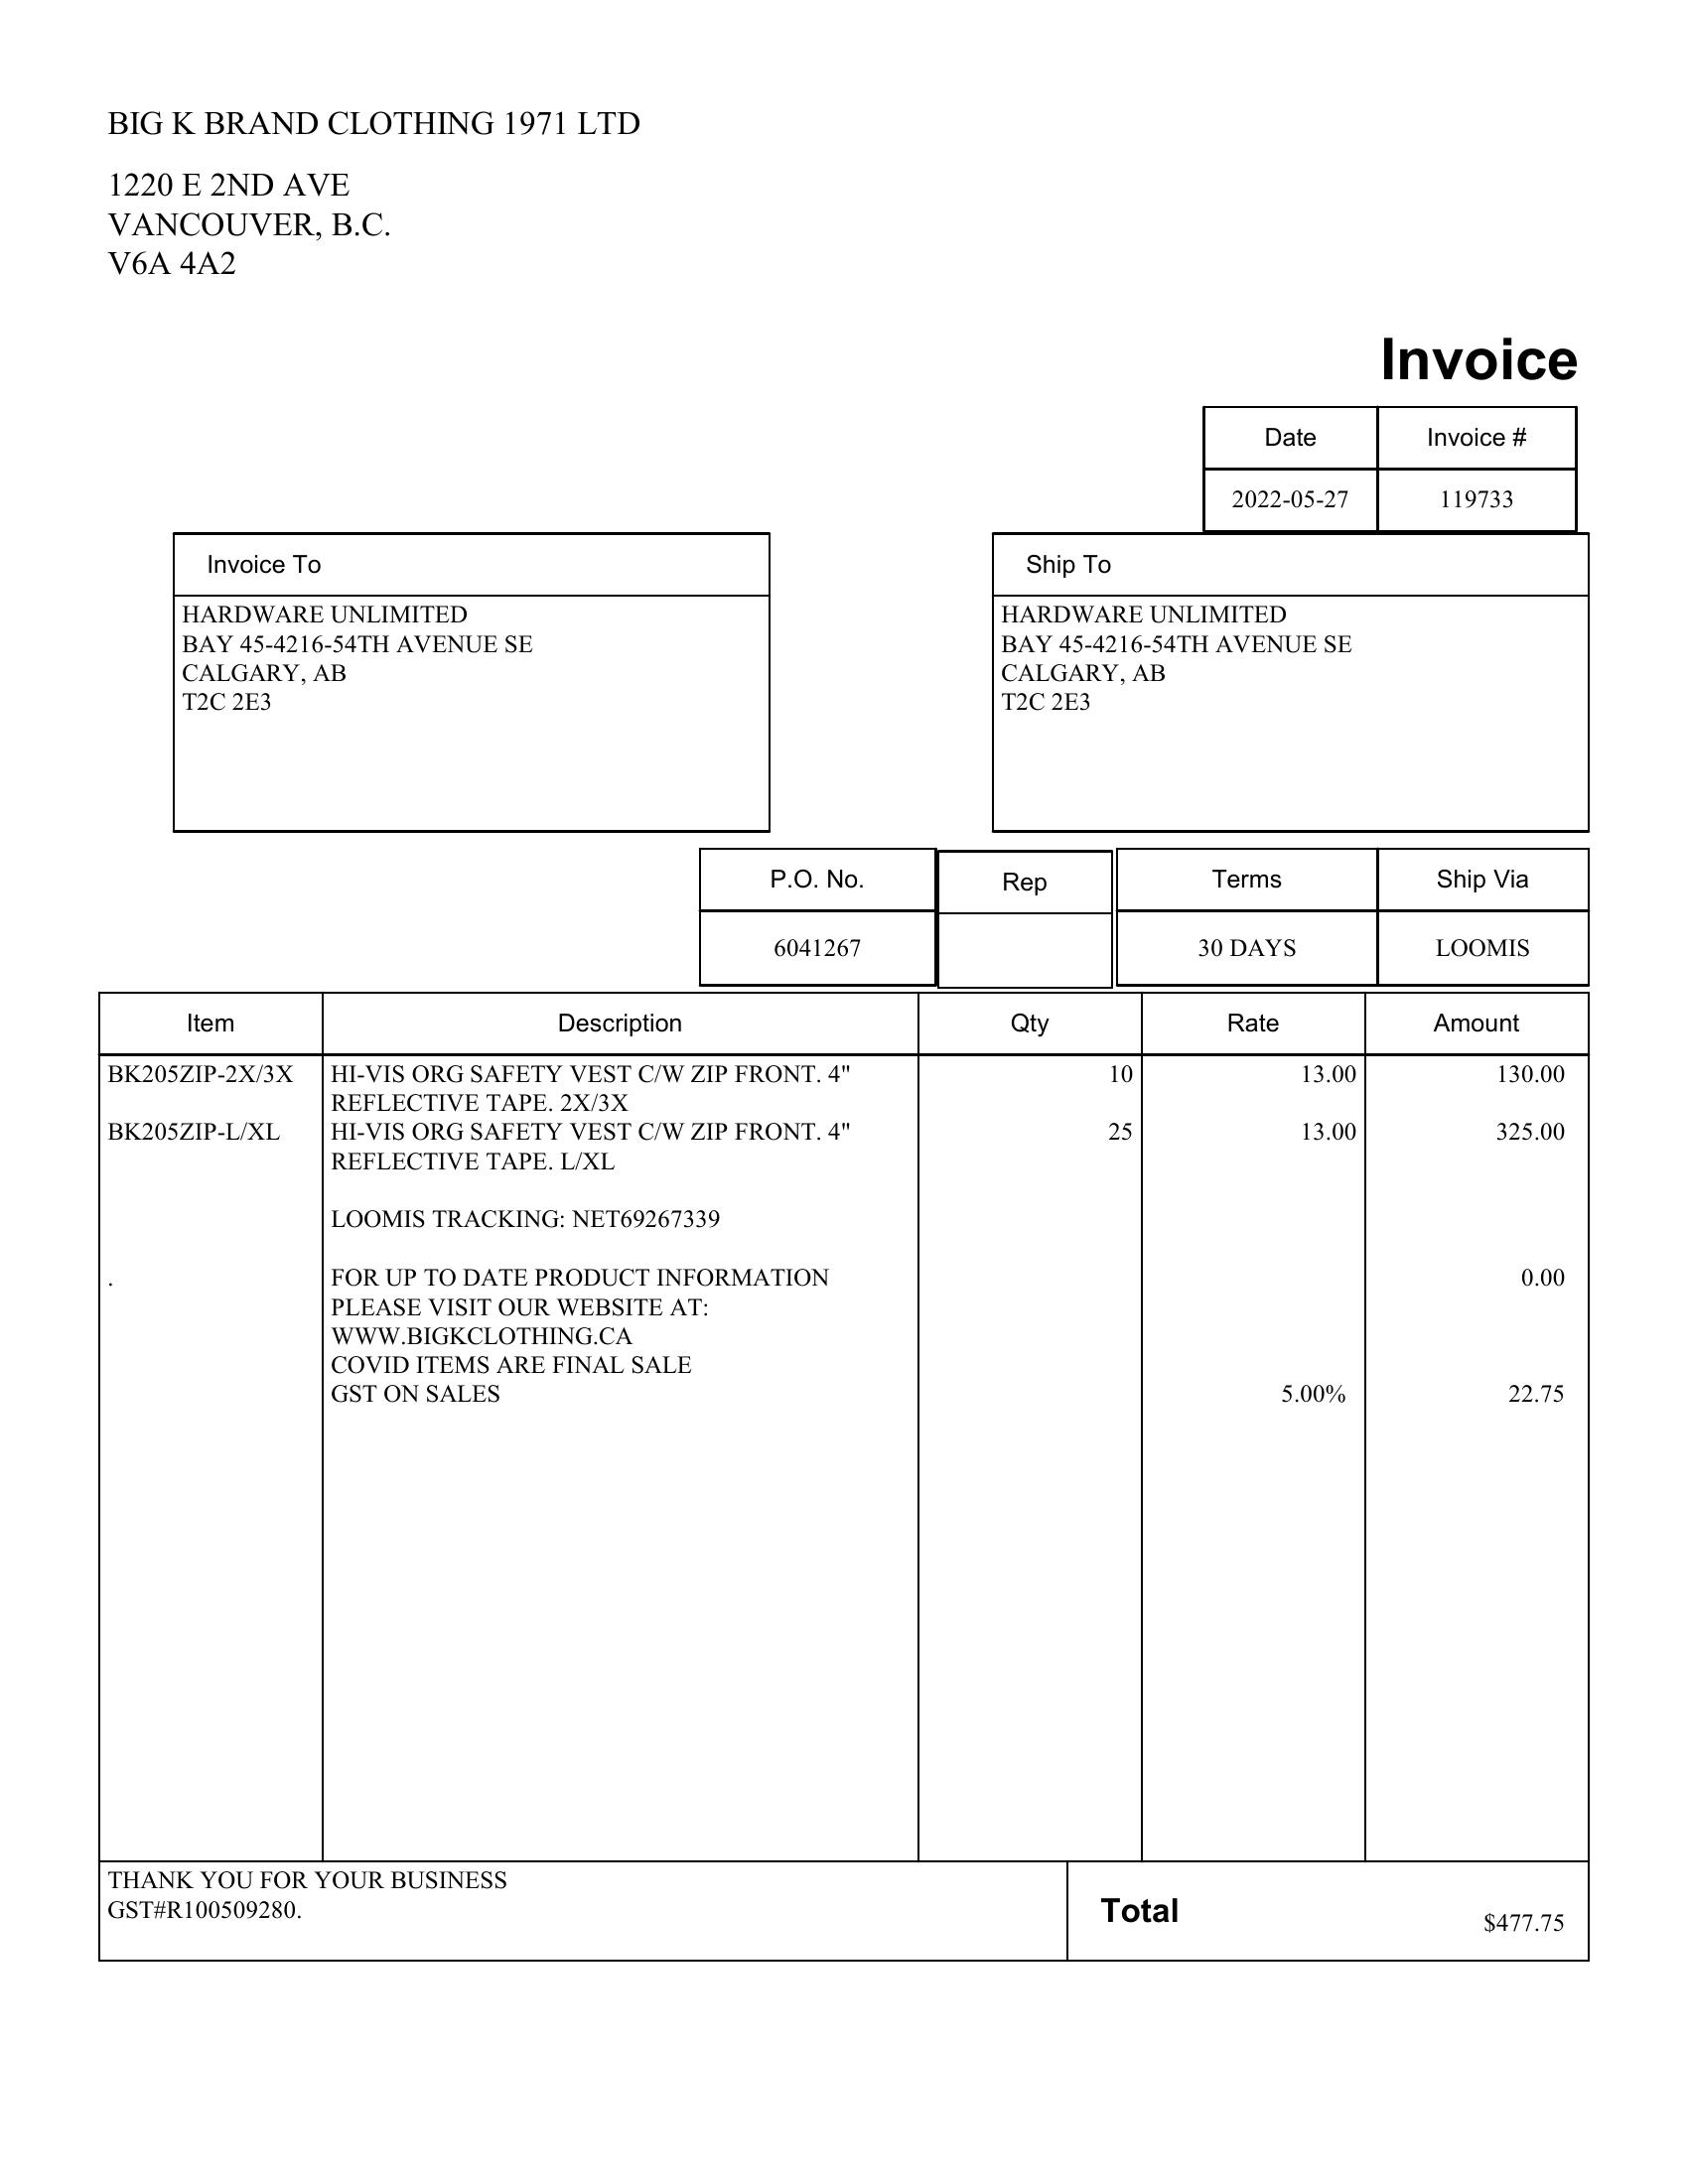 BIG K BRAND CLOTHING 1971 LTD
1220 E 2ND AVE
VANCOUVER, B.C.
V6A 4A2
Invoice
Date Invoice #
2022-05-27 119733
Invoice To
HARDWARE UNLIMITED
BAY 45-4216-54TH AVENUE SE
CALGARY, AB
T2C 2E3
Ship To
HARDWARE UNLIMITED
BAY 45-4216-54TH AVENUE SE
CALGARY, AB
T2C 2E3
P.O. No. Rep Terms Ship Via
6041267 30 DAYS LOOMIS
Item Description Qty Rate Amount
BK205ZIP-2X/3X HI-VIS ORG SAFETY VEST C/W ZIP FRONT. 4" 10 13.00 130.00
REFLECTIVE TAPE. 2X/3X
BK205ZIP-L/XL HI-VIS ORG SAFETY VEST C/W ZIP FRONT. 4" 25 13.00 325.00
REFLECTIVE TAPE. L/XL
LOOMIS TRACKING: NET69267339
. FOR UP TO DATE PRODUCT INFORMATION 0.00
PLEASE VISIT OUR WEBSITE AT:
WWW.BIGKCLOTHING.CA
COVID ITEMS ARE FINAL SALE
GST ON SALES 5.00% 22.75
THANK YOU FOR YOUR BUSINESS
GST#R100509280.
Total $477.75